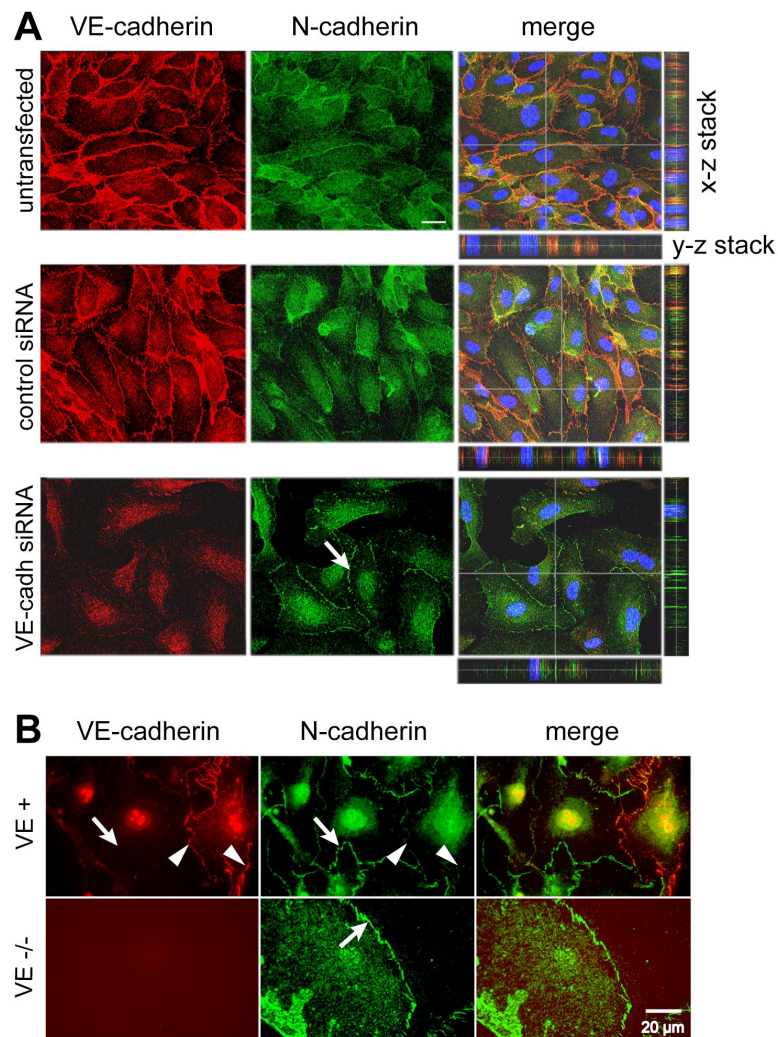 A
VE-cadherin N-cadherin merge
untransfected
x-z stack
y-z stack
control siRNA
VE-cadh siRNA
B
VE-cadherin N-cadherin merge
VE +
VE -/-
20 µm